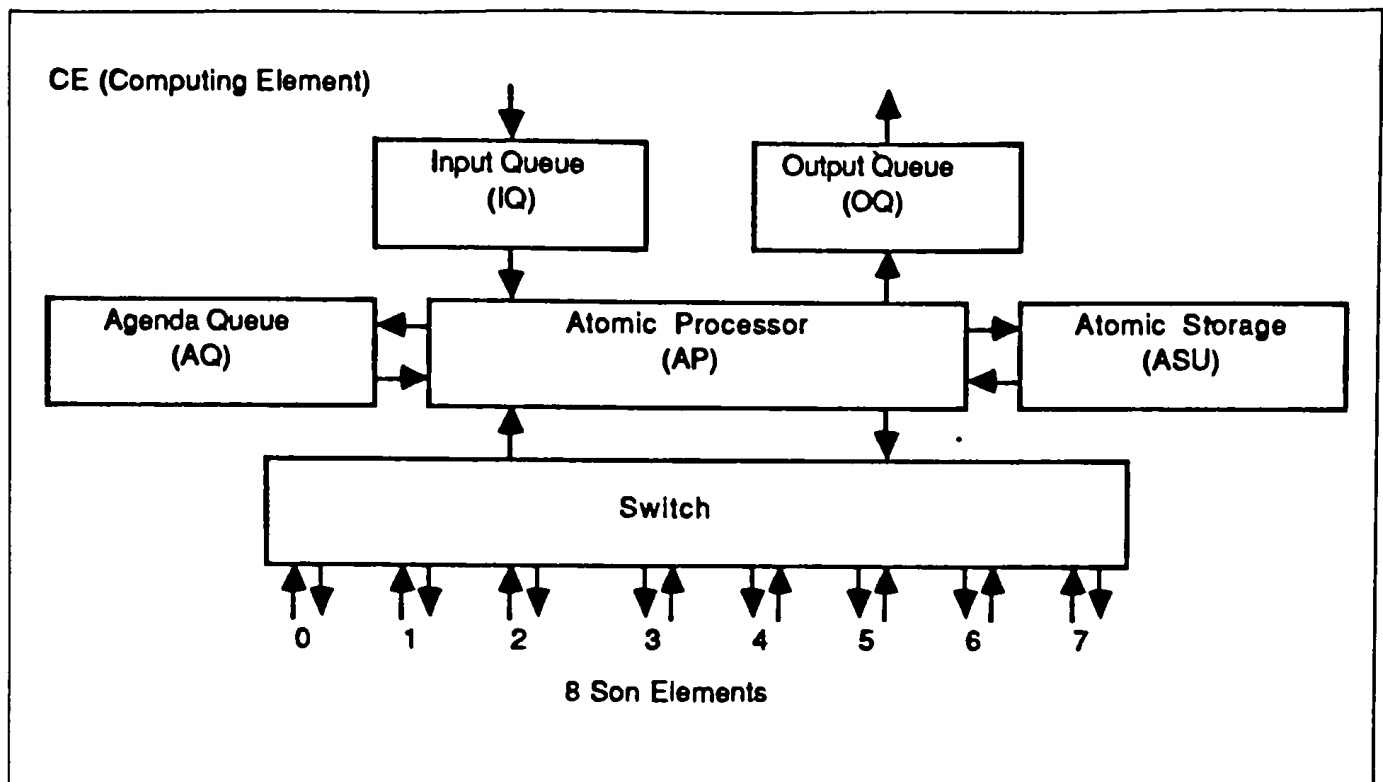 CE (Computing Element)
Input Queue
(IQ)
Output Queue
(OQ)
Agenda Queue
(AQ)
Atomic Processor
(AP)
Atomic Storage
(ASU)
Switch
0 1 2 3 4 5 6 7
8 Son Elements